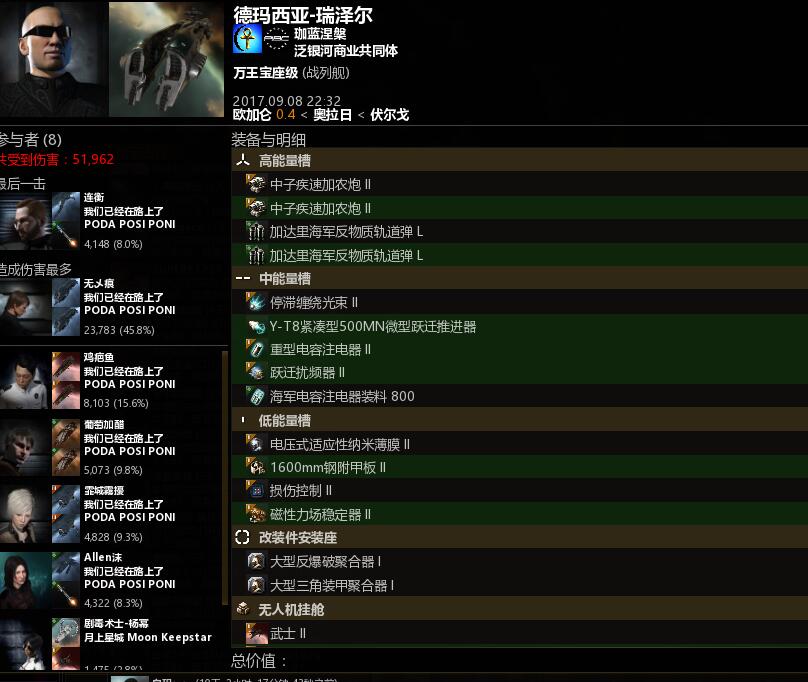 德玛西亚-瑞泽尔
珈蓝涅槃
泛银河商业共同体
万王宝座级 (战列舰)
2017.09.08 22:32
欧加仑 0.4 < 奥拉日 < 伏尔戈
参与者 (8)
共受到伤害：51,962
最后一击
连衡
我们已经在路上了
PODA POSI PONI
4,148 (8.0%)
造成伤害最多
无乄痕
我们已经在路上了
PODA POSI PONI
23,783 (45.8%)
鸡疤鱼
我们已经在路上了
PODA POSI PONI
8,103 (15.6%)
葡萄加醋
我们已经在路上了
PODA POSI PONI
5,073 (9.8%)
我们已经在路上了
PODA POSI PONI
4,828 (9.3%)
Allen沫
我们已经在路上了
PODA POSI PONI
4,322 (8.3%)
剧毒术士-杨幂
月上星城 Moon Keepstar
1,475 (2.8%)
装备与明细
高能量槽
中子疾速加农炮 II
中子疾速加农炮 II
加达里海军反物质轨道弹 L
加达里海军反物质轨道弹 L
中能量槽
停滞缠绕光束 II
Y-T8紧凑型500MN微型跃迁推进器
重型电容注电器 II
跃迁扰频器 II
海军电容注电器装料 800
低能量槽
电压式适应性纳米薄膜 II
1600mm钢附甲板 II
损伤控制 II
磁性力场稳定器 II
改装件安装座
大型反爆破聚合器 I
大型三角装甲聚合器 I
无人机挂舱
武士 II
总价值：